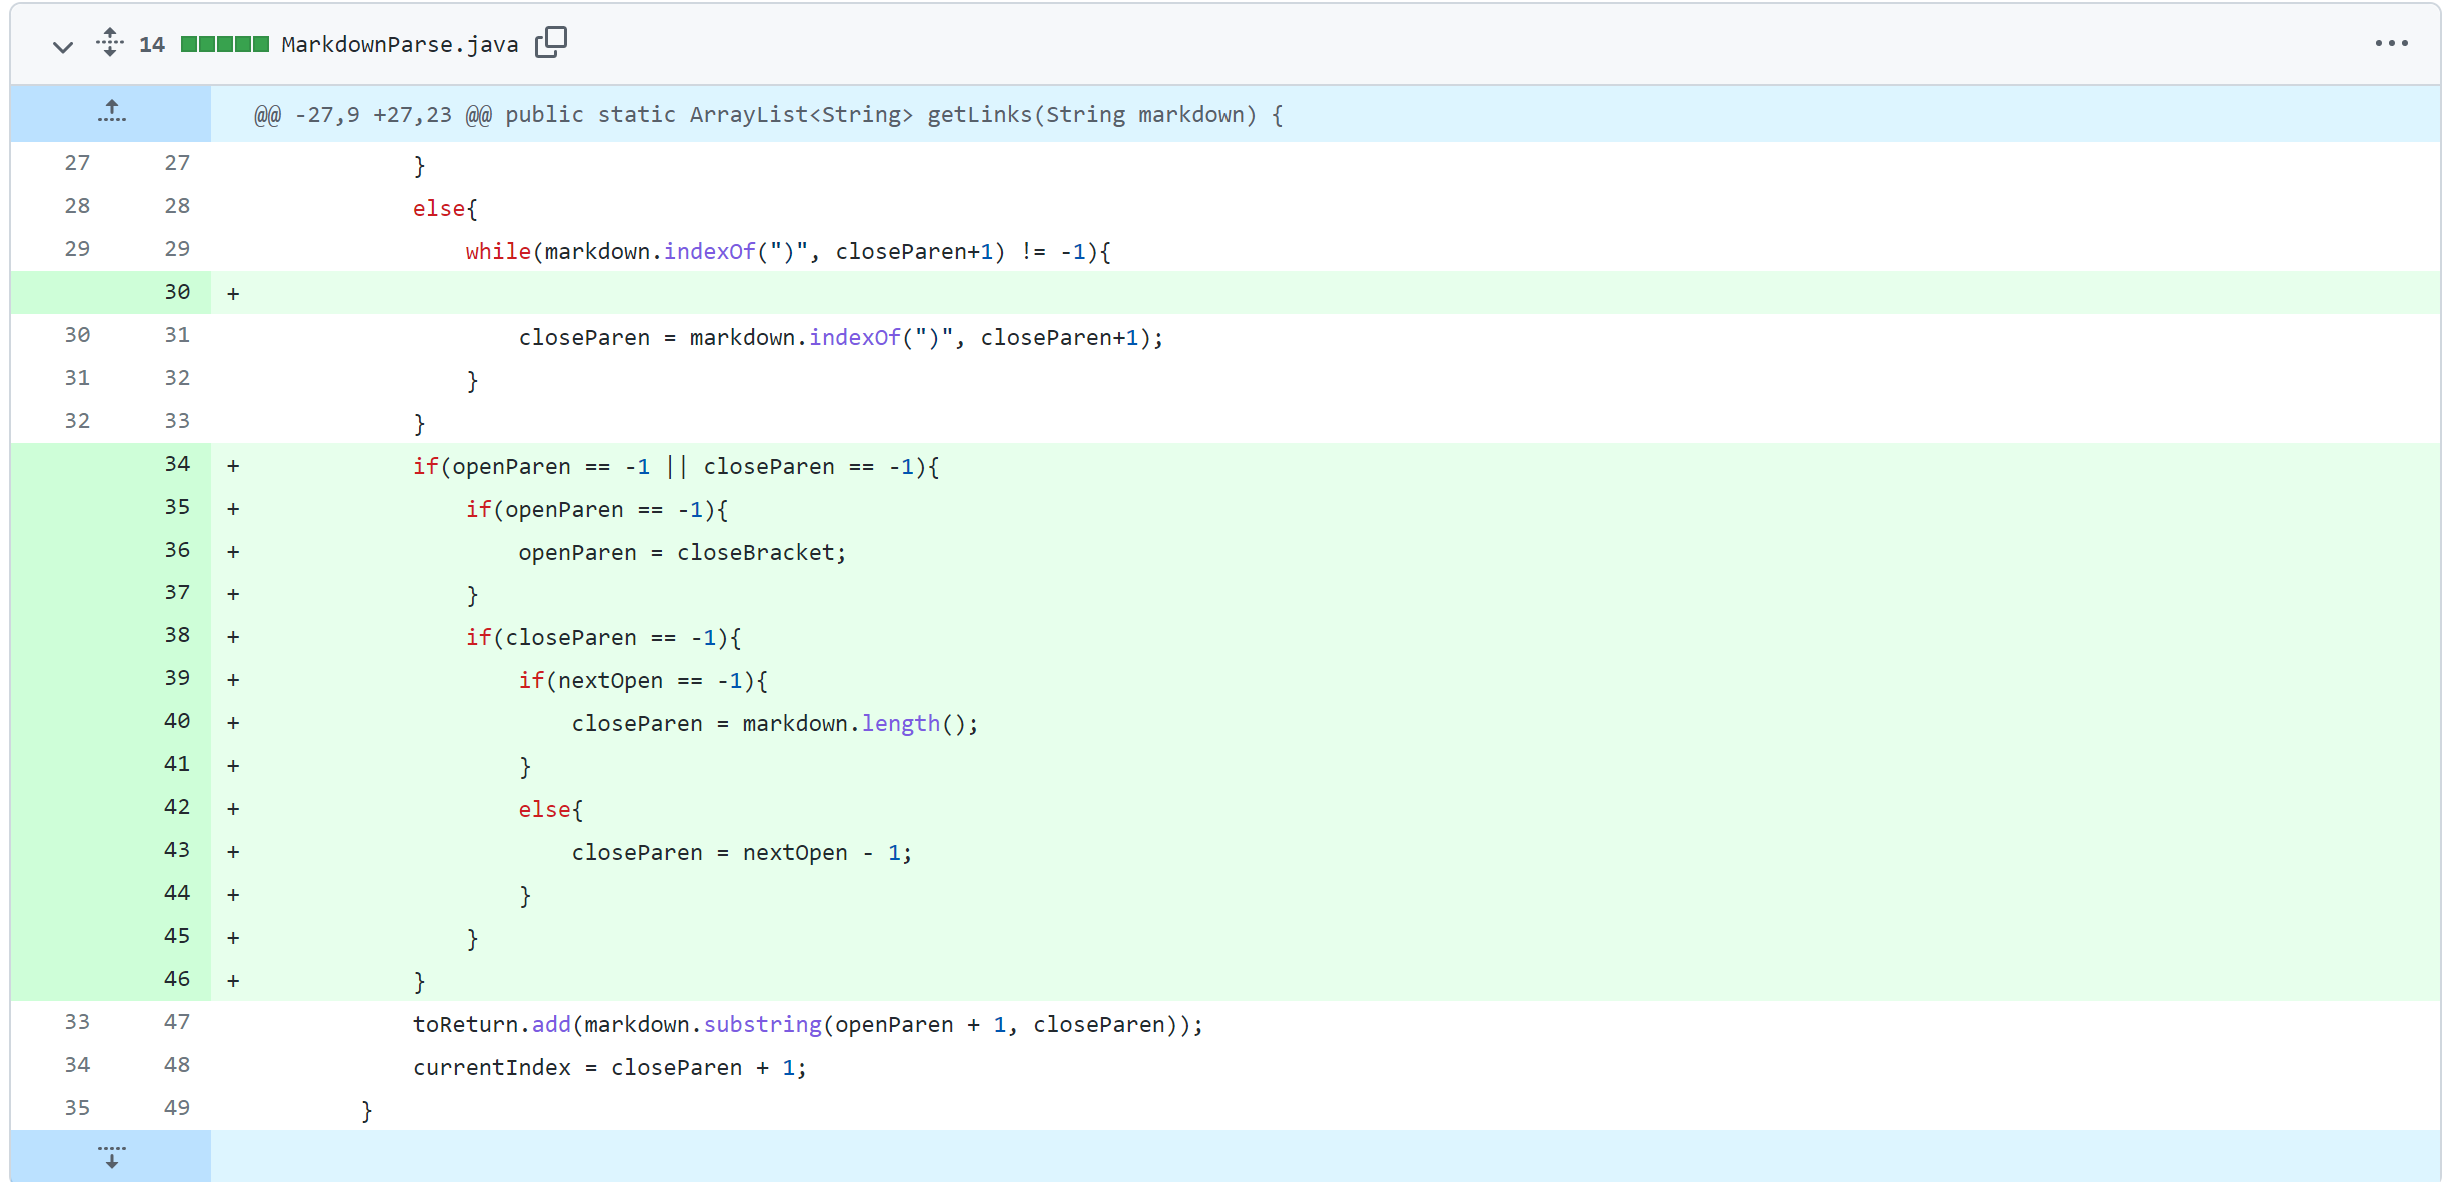 14 MarkdownParse.java
@@ -27,9 +27,23 @@ public static ArrayList<String> getLinks(String markdown) {
27 27 }
28 28 else{
29 29 while(markdown.indexOf(")", closeParen+1) != -1){
30 +
30 31 closeParen = markdown.indexOf(")", closeParen+1);
31 32 }
32 33 }
34 + if(openParen == -1 || closeParen == -1){
35 + if(openParen == -1){
36 + openParen = closeBracket;
37 + }
38 + if(closeParen == -1){
39 + if(nextOpen == -1){
40 + closeParen = markdown.length();
41 + }
42 + else{
43 + closeParen = nextOpen - 1;
44 + }
45 + }
46 + }
33 47 toReturn.add(markdown.substring(openParen + 1, closeParen));
34 48 currentIndex = closeParen + 1;
35 49 }